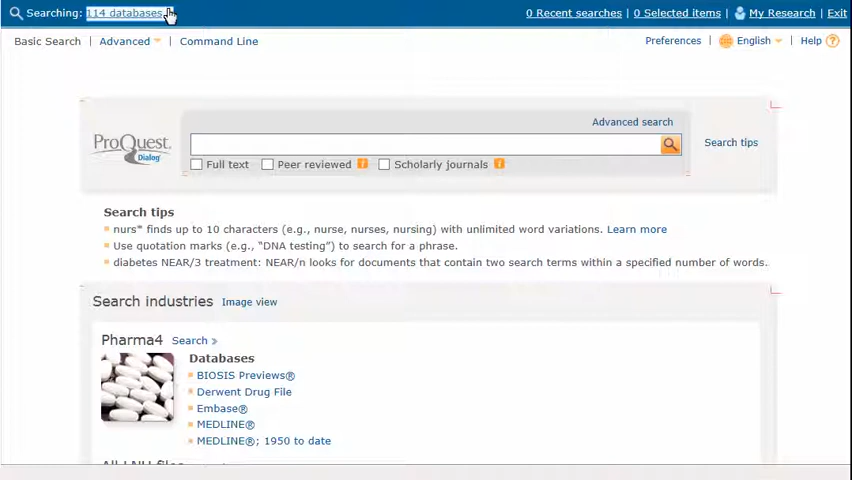 Searching: 114 databases
0 Recent searches | 0 Selected items | My Research | Exit
Basic Search | Advanced | Command Line
Preferences | English | Help ?
Advanced search
ProQuest
Dialog
Search tips
Full text Peer reviewed i Scholarly journals i
Search tips
nurs* finds up to 10 characters (e.g., nurse, nurses, nursing) with unlimited word variations. Learn more
Use quotation marks (e.g., “DNA testing”) to search for a phrase.
diabetes NEAR/3 treatment: NEAR/n looks for documents that contain two search terms within a specified number of words.
Search industries Image view
Pharma4 Search »
Databases
BIOSIS Previews®
Derwent Drug File
Embase®
MEDLINE®
MEDLINE®; 1950 to date